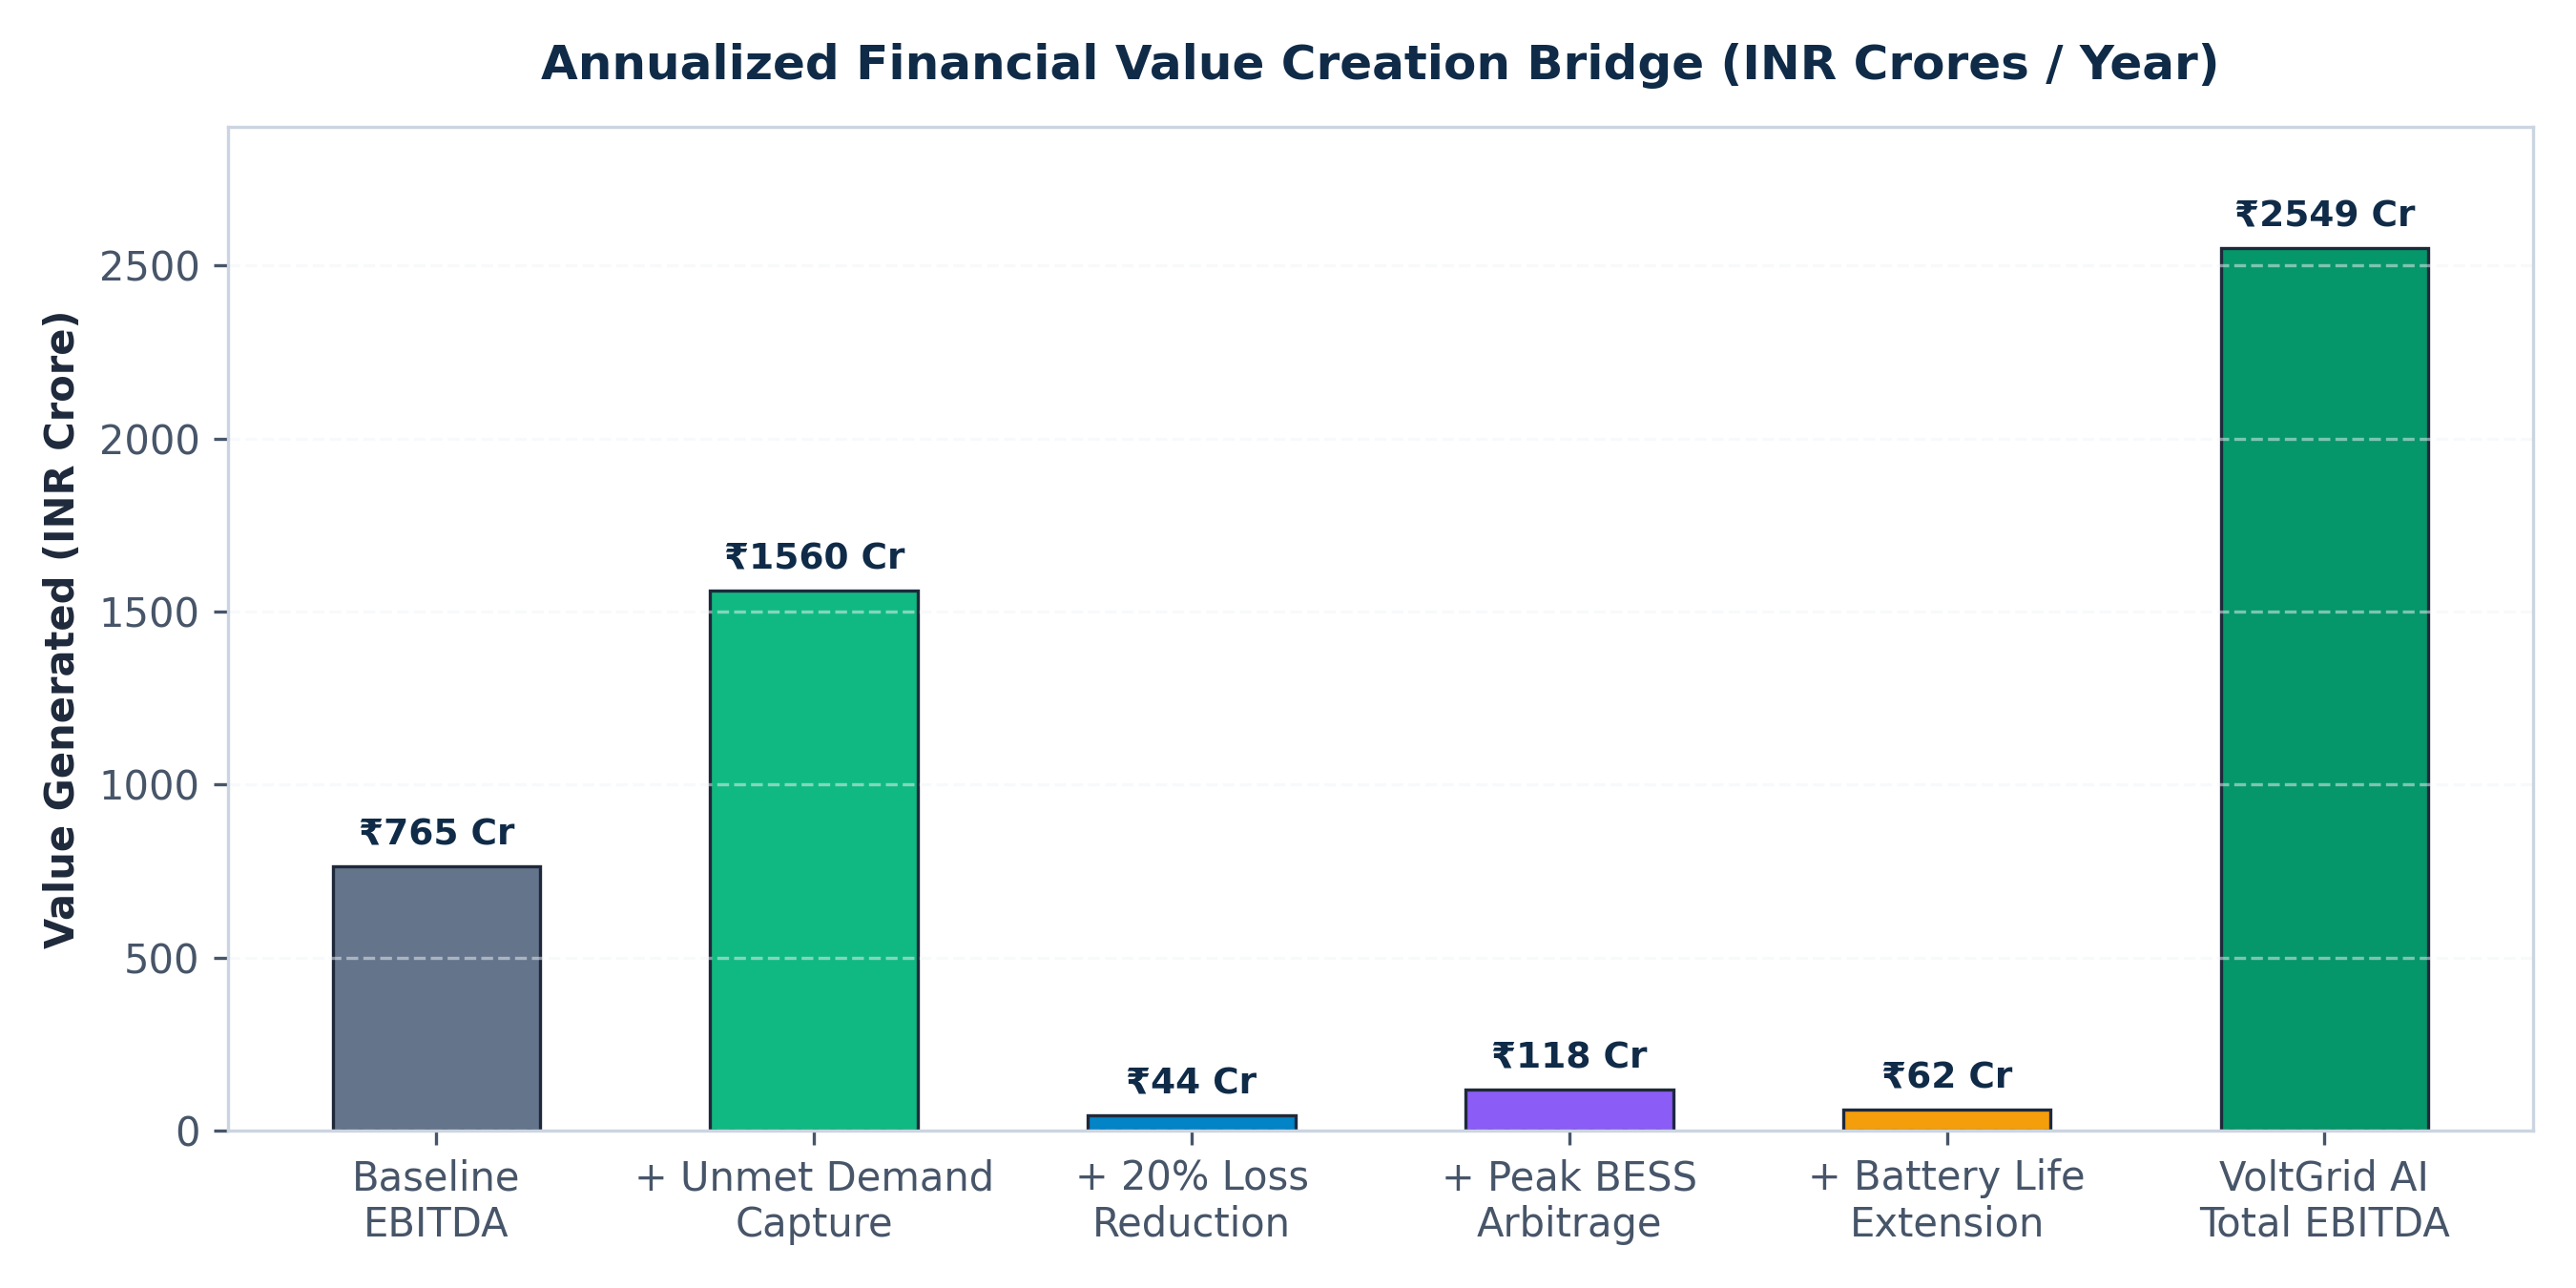 Annualized Financial Value Creation Bridge (INR Crores / Year)
Value Generated (INR Crore)
2500
2000
1500
1000
500
0
₹765 Cr
₹1560 Cr
₹44 Cr
₹118 Cr
₹62 Cr
₹2549 Cr
Baseline
EBITDA
+ Unmet Demand
Capture
+ 20% Loss
Reduction
+ Peak BESS
Arbitrage
+ Battery Life
Extension
VoltGrid AI
Total EBITDA